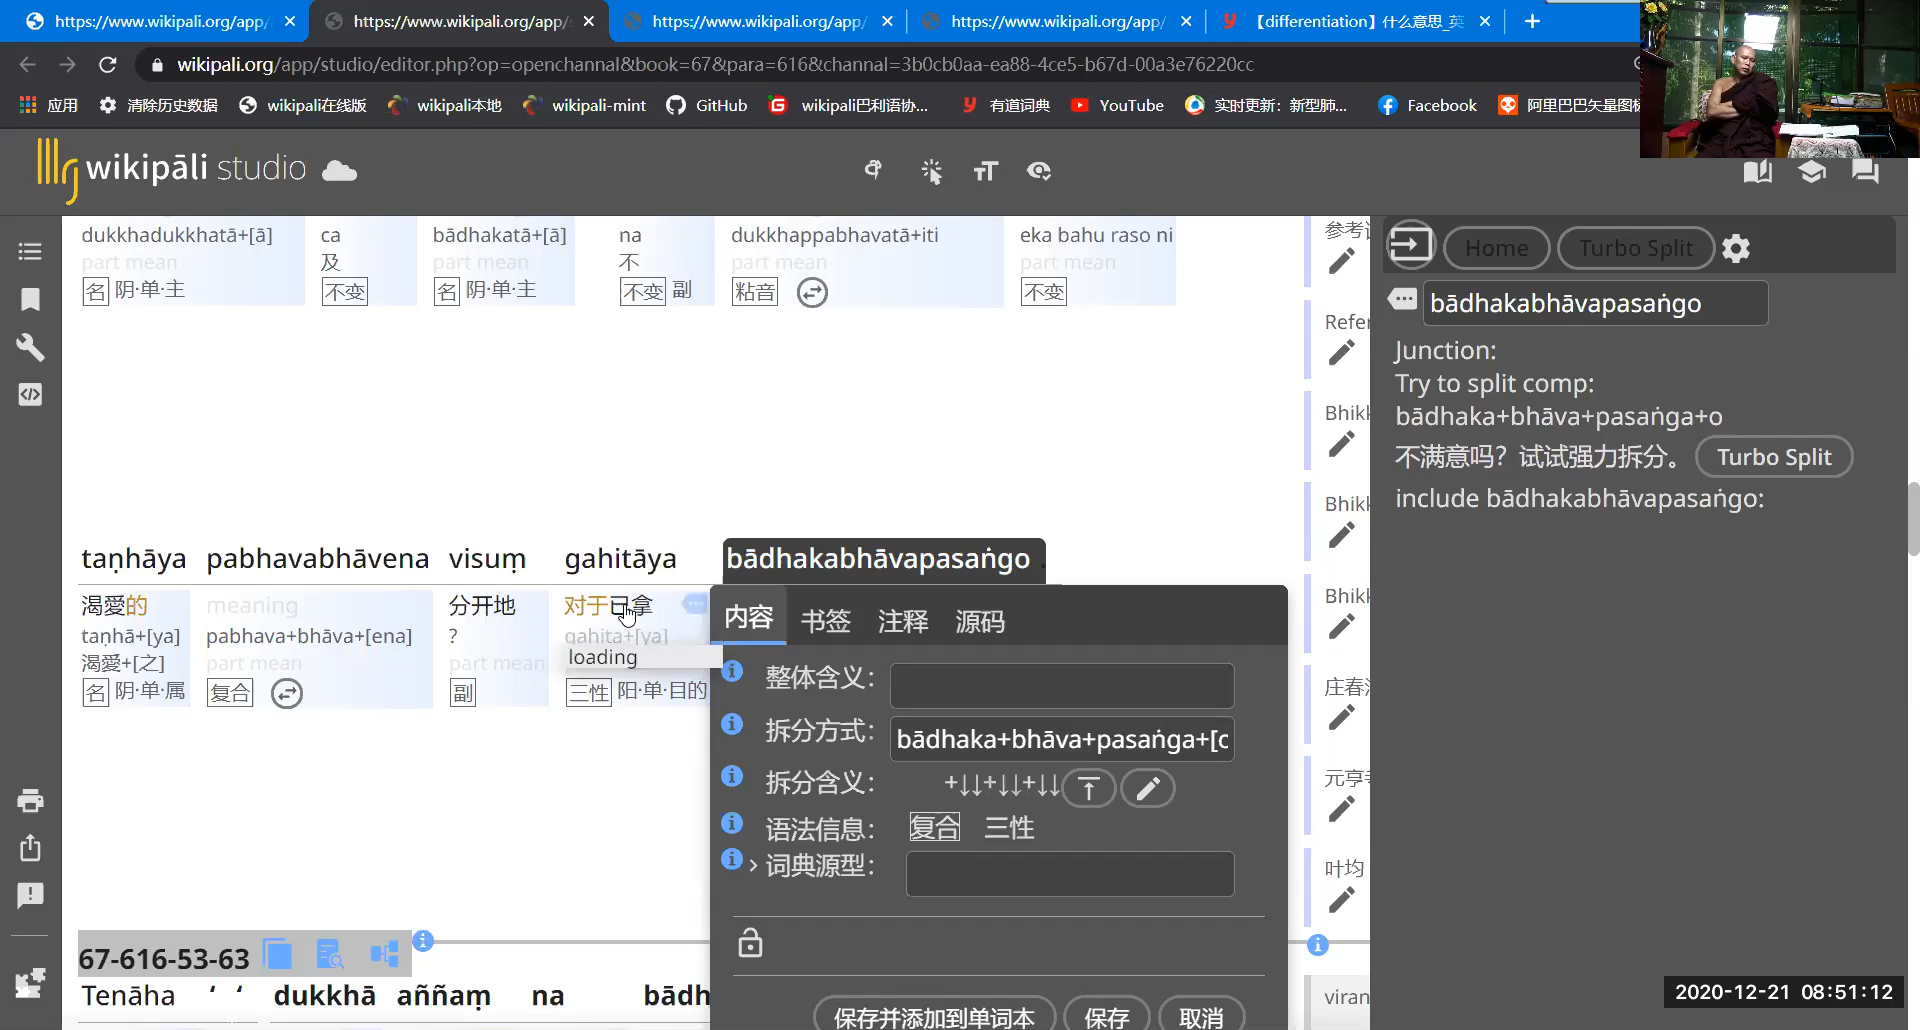 https://www.wikipali.org/app/
https://www.wikipali.org/app/
https://www.wikipali.org/app/
https://www.wikipali.org/app/
【differentiation】什么意思_英
wikipali.org/app/studio/editor.php?op=openchannal&book=67&para=616&channal=3b0cb0aa-ea88-4ce5-b67d-00a3e76220cc
应用 清除历史数据 wikipali在线版 wikipali本地 wikipali-mint GitHub wikipali巴利语协... 有道词典 YouTube 实时更新：新型肺... Facebook 阿里巴巴矢量图标
wikipāli studio
dukkhadukkhatā+[ā] ca bādhakatā+[ā] na dukkhappabhavatā+iti eka bahu raso ni
part mean 及 part mean 不 part mean part mean
名 阴·单·主 不变 名 阴·单·主 不变 副 粘音 不变
taṇhāya pabhavabhāvena visuṃ gahitāya bādhakabhāvapasaṅgo .
渴愛的 meaning 分开地 对于已拿
taṇhā+[ya] pabhava+bhāva+[ena] ? gahita+[ya]
渴愛+[之] part mean part mean loading
名 阴·单·属 复合 副 三性 阳·单·目的
内容 书签 注释 源码
整体含义：
拆分方式： bādhaka+bhāva+pasaṅga+[o
拆分含义： +↓↓+↓↓+↓↓
语法信息： 复合 三性
词典源型：
保存并添加到单词本 保存 取消
67-616-53-63
Tenāha ‘ ‘ dukkhā aññaṃ na bādh
Refer
Bhikk
Bhikk
Bhikk
叶均
viran
Home Turbo Split
bādhakabhāvapasaṅgo
Junction:
Try to split comp:
bādhaka+bhāva+pasaṅga+o
不满意吗？试试强力拆分。 Turbo Split
include bādhakabhāvapasaṅgo:
2020-12-21 08:51:12